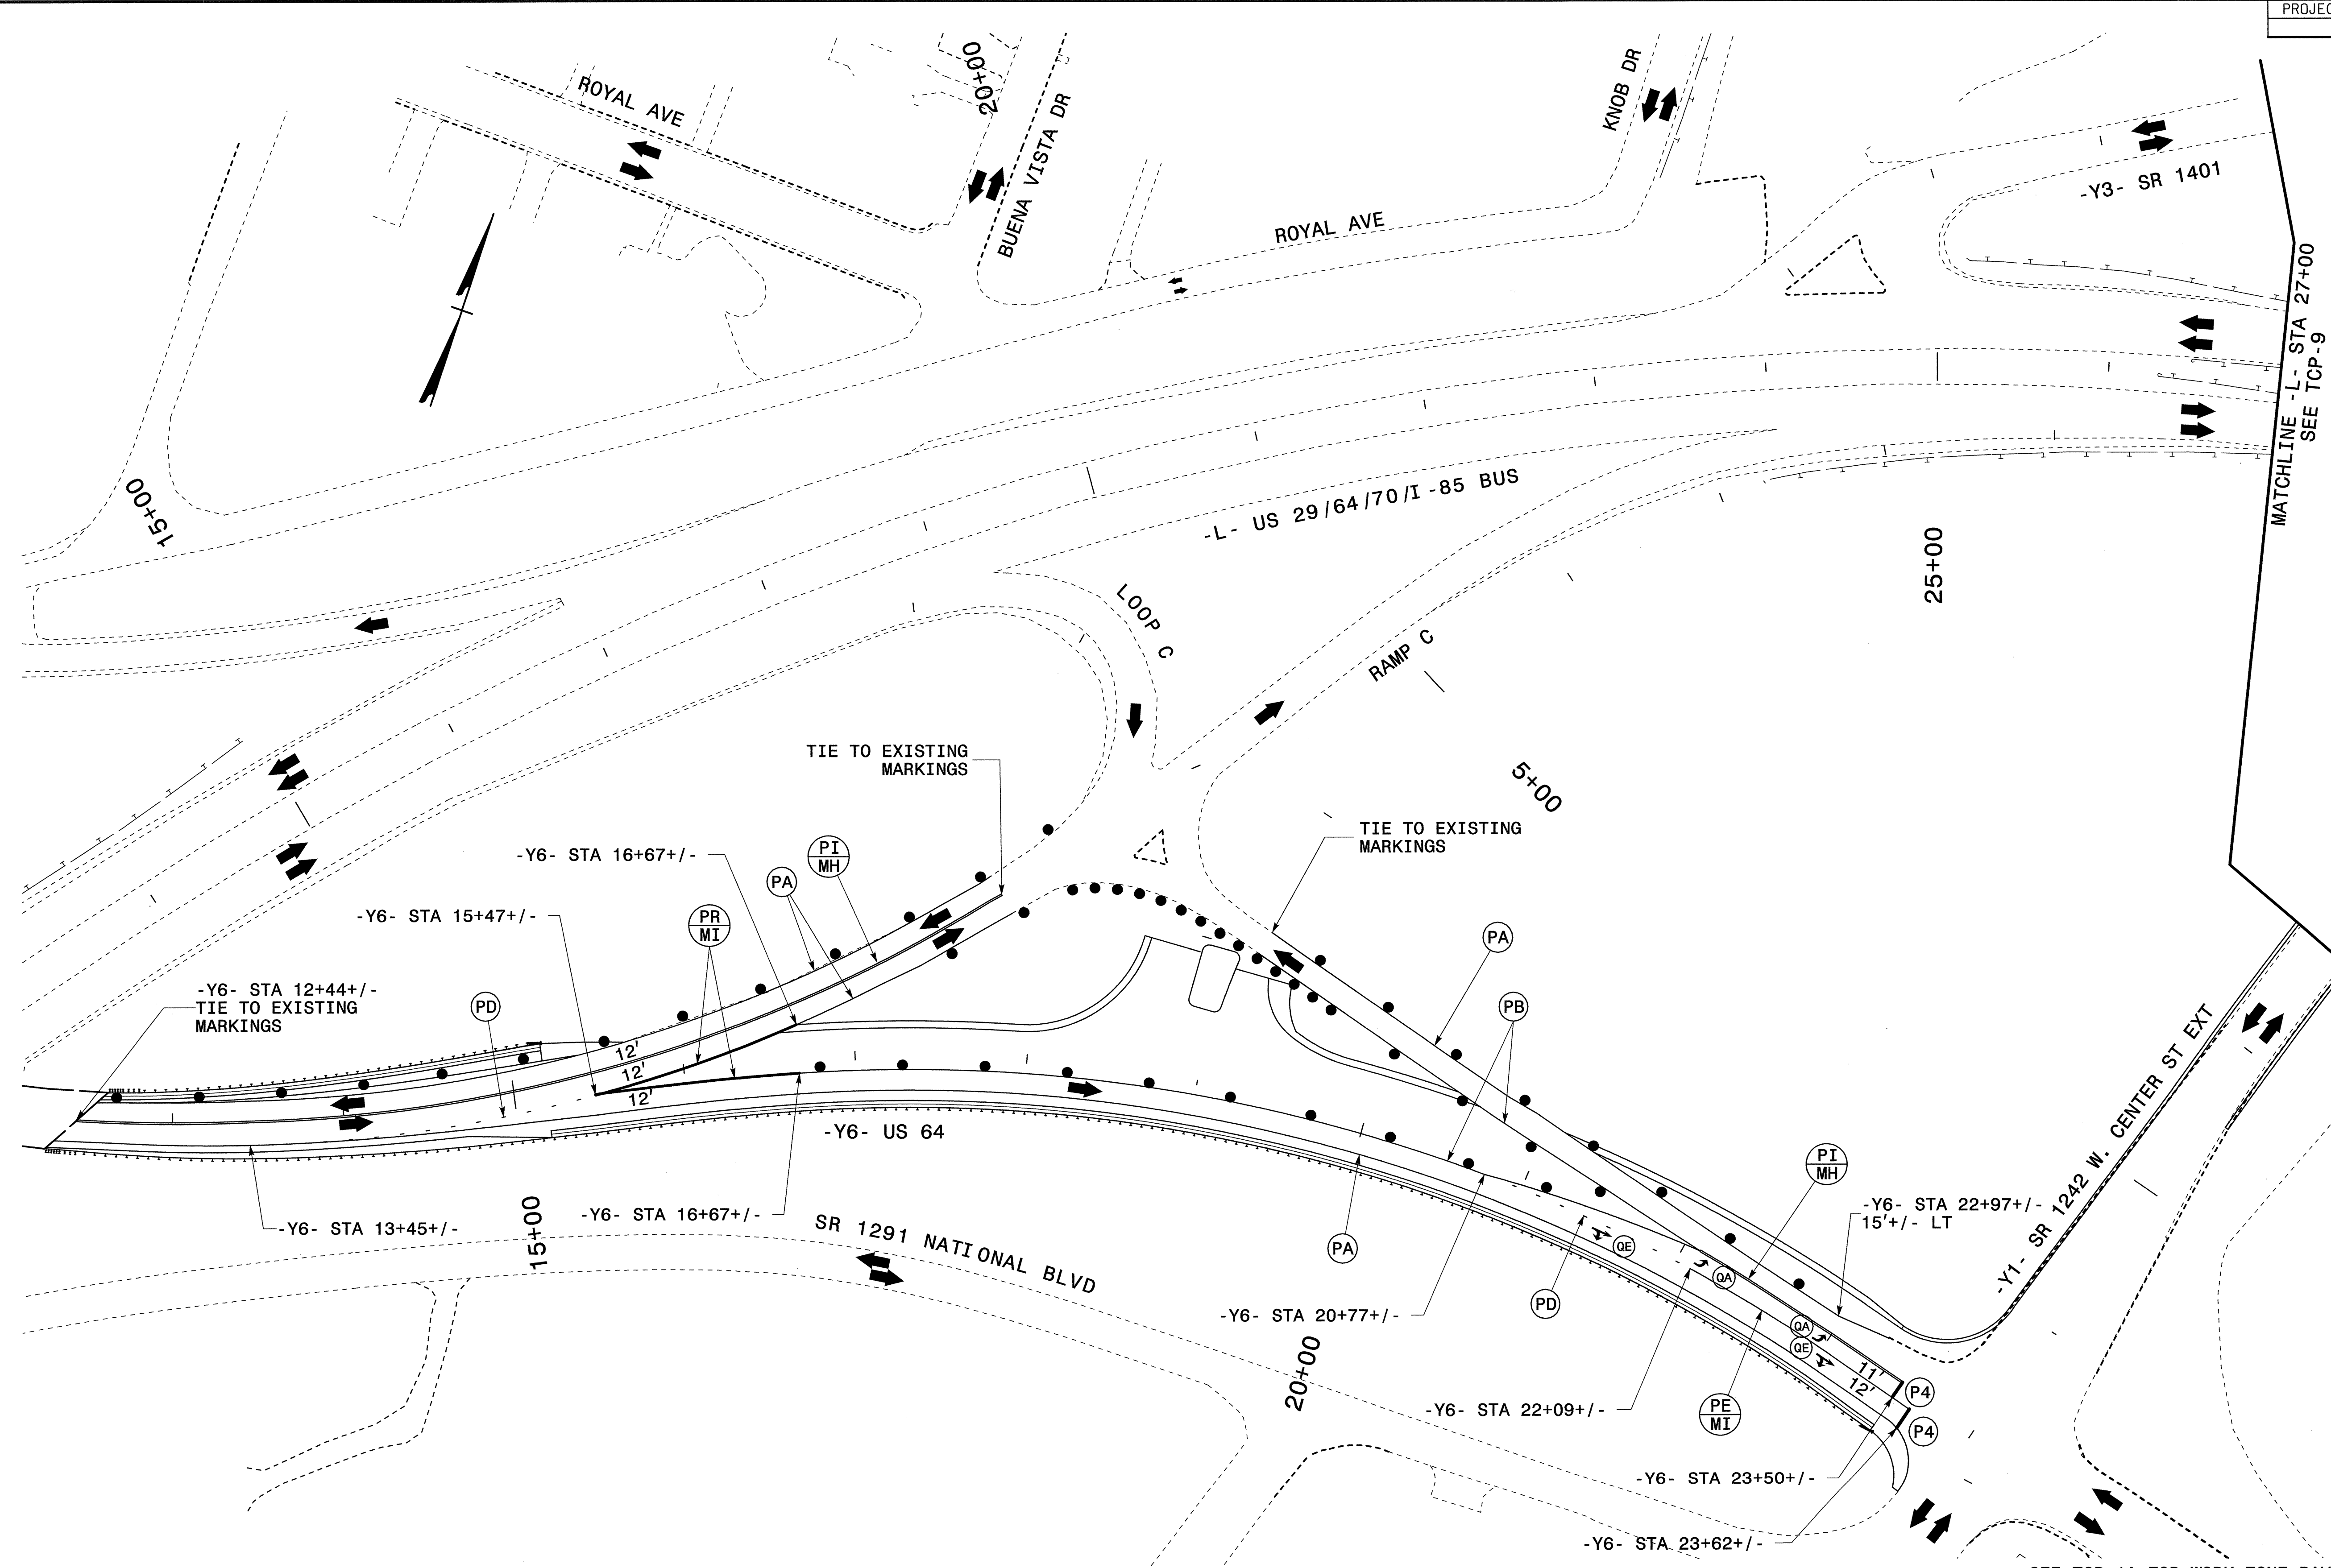 PROJEC
ROYAL AVE
20+00
BUENA VISTA DR
KNOB DR
-Y3- SR 1401
ROYAL AVE
MATCHLINE -L- STA 27+00
SEE TCP-9
15+00
-L- US 29/64/70/I-85 BUS
25+00
LOOP C
RAMP C
5+00
TIE TO EXISTING
MARKINGS
TIE TO EXISTING
MARKINGS
-Y6- STA 16+67+/-
PI
MH
PA
-Y6- STA 15+47+/-
PR
MI
PA
-Y6- STA 12+44+/-
TIE TO EXISTING
MARKINGS
PD
PB
12'
12'
12'
-Y6- US 64
-Y1- SR 1242 W. CENTER ST EXT
PI
MH
-Y6- STA 22+97+/-
15'+/- LT
-Y6- STA 13+45+/-
15+00
-Y6- STA 16+67+/-
SR 1291 NATIONAL BLVD
PA
QE
QA
PD
-Y6- STA 20+77+/-
20+00
QA
QE
11'
12'
P4
P4
-Y6- STA 22+09+/-
PE
MI
-Y6- STA 23+50+/-
-Y6- STA 23+62+/-